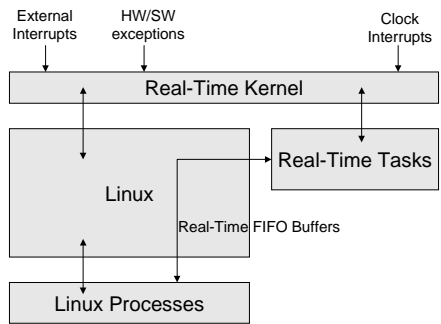 External
Interrupts
HW/SW
exceptions
Clock
Interrupts
Real-Time Kernel
Linux
Real-Time Tasks
Real-Time FIFO Buffers
Linux Processes